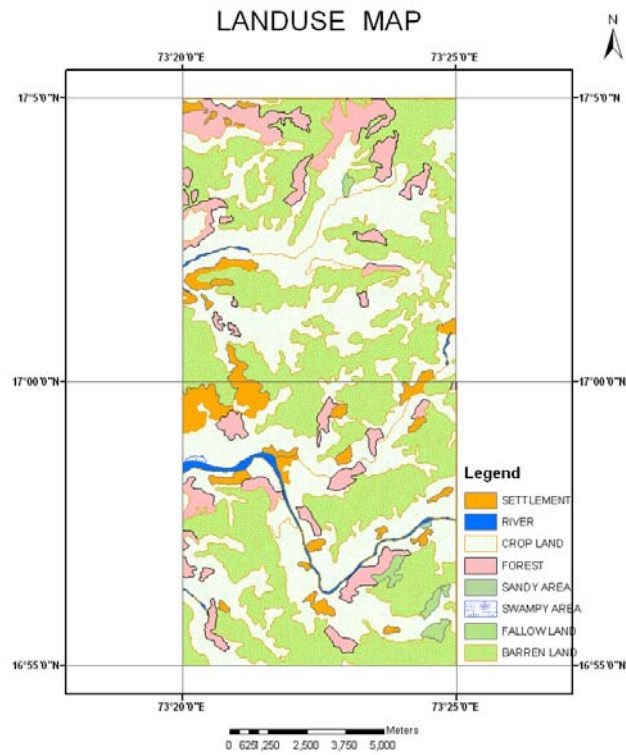 LANDUSE MAP
N
73°20'0"E 73°25'0"E
17°5'0"N 17°5'0"N
17°0'0"N 17°0'0"N
Legend
SETTLEMENT
RIVER
CROP LAND
FOREST
SANDY AREA
SWAMPY AREA
FALLOW LAND
BARREN LAND
16°55'0"N 16°55'0"N
73°20'0"E 73°25'0"E
Meters
0 625 1,250 2,500 3,750 5,000